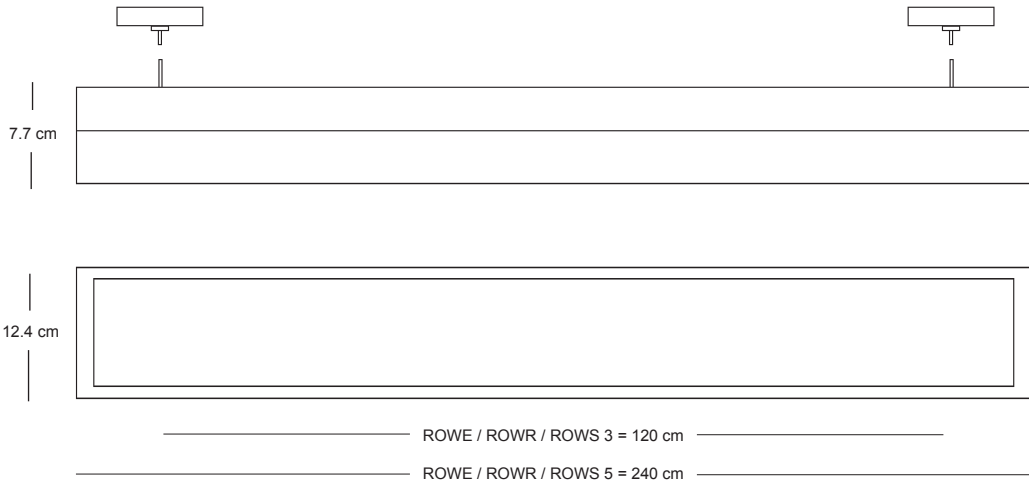 7.7 cm
12.4 cm
ROWE / ROWR / ROWS 3 = 120 cm
ROWE / ROWR / ROWS 5 = 240 cm